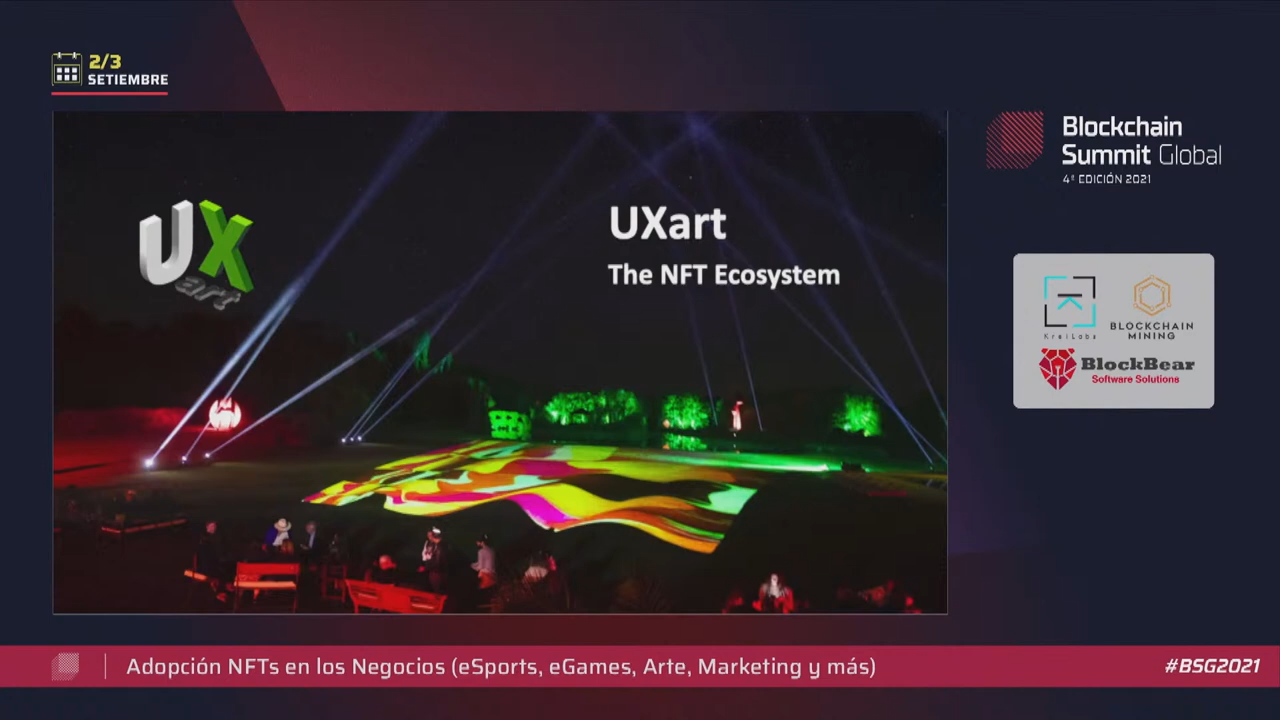 2/3
SETIEMBRE
UX
art
UXart
The NFT Ecosystem
Blockchain
Summit Global
4ª EDICIÓN 2021
KreiLabs
BLOCKCHAIN
MINING
BlockBear
Software Solutions
Adopción NFTs en los Negocios (eSports, eGames, Arte, Marketing y más)
#BSG2021